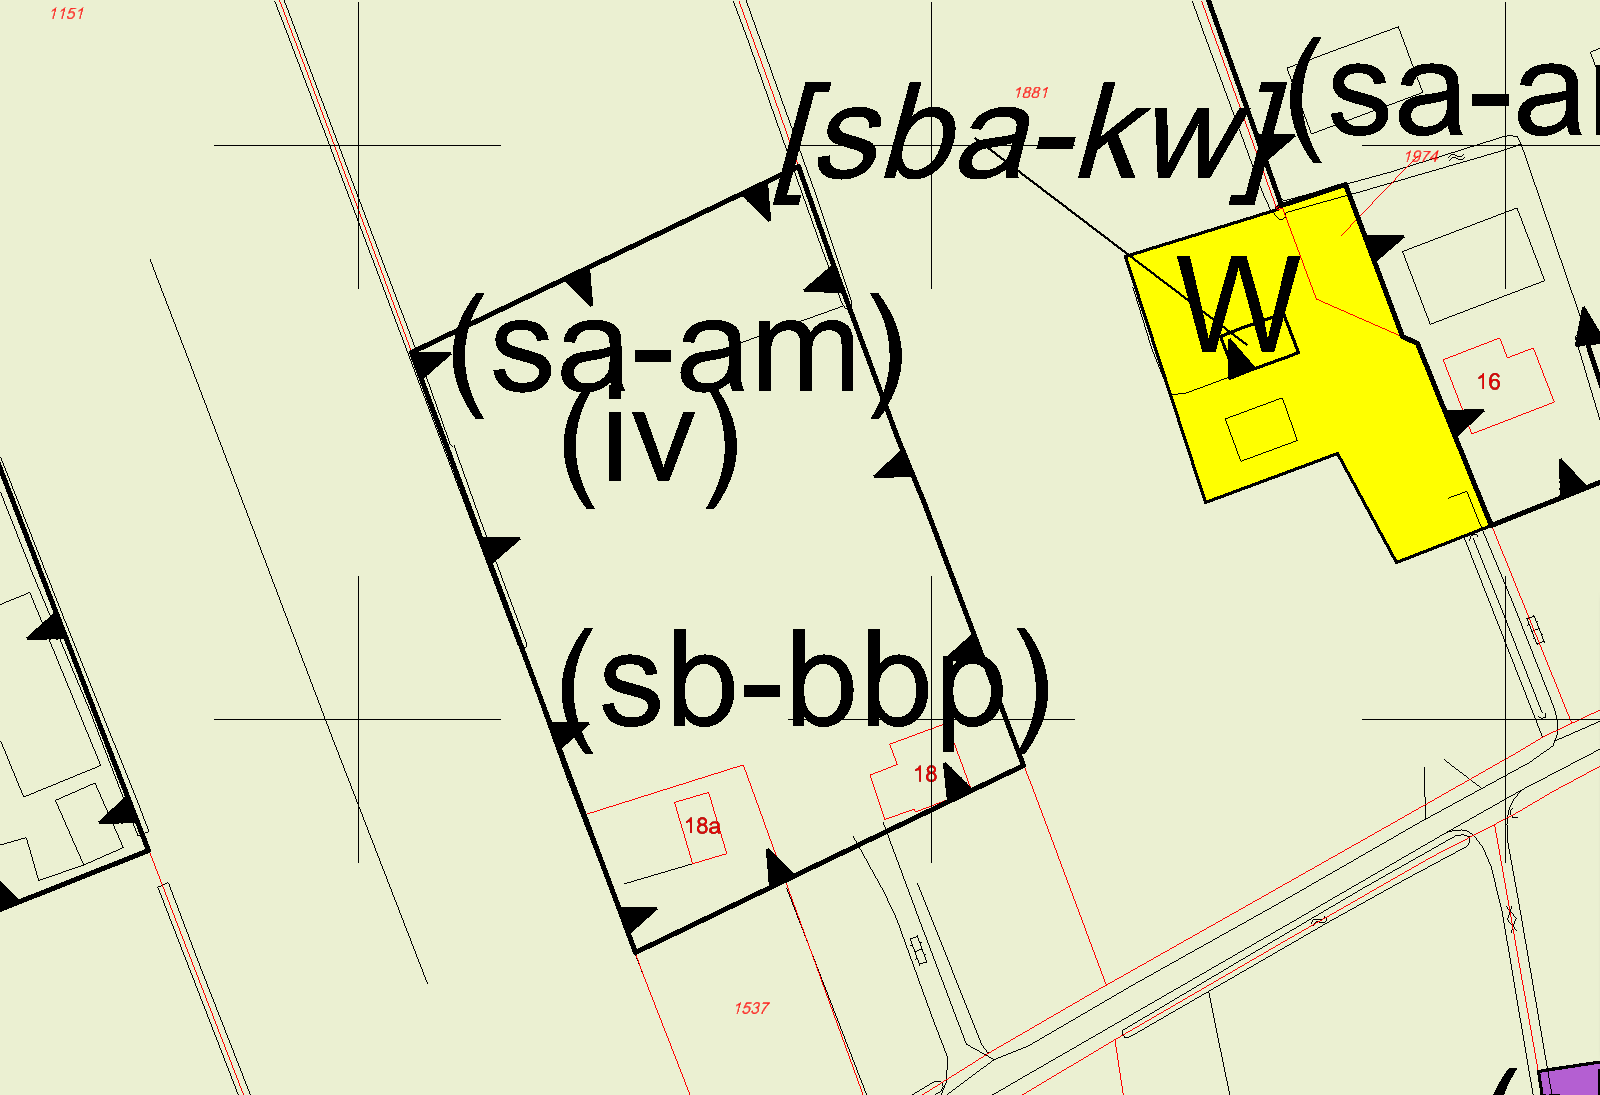 1151
1881
[sba-kw]
(sa-a
1974
W
(sa-am)
(iv)
16
(sb-bbp)
18
18a
1537
(